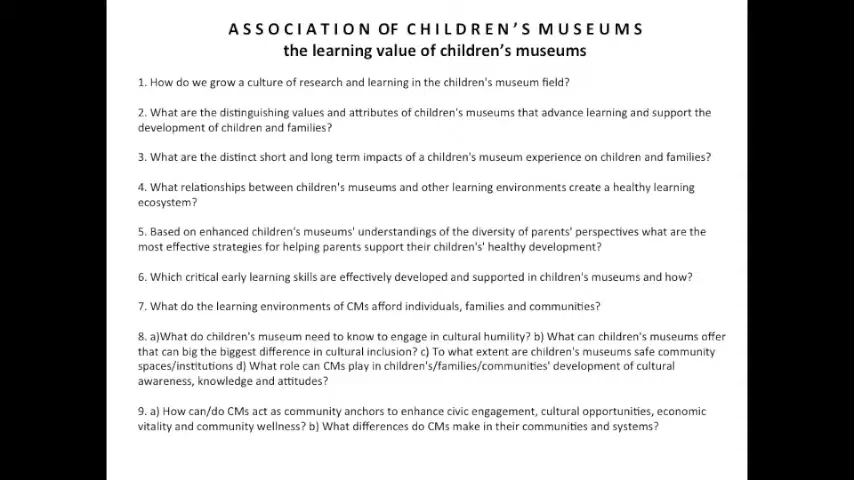 ASSOCIATION OF CHILDREN'S MUSEUMS
the learning value of children's museums
1. How do we grow a culture of research and learning in the children's museum field?
2. What are the distinguishing values and attributes of children's museums that advance learning and support the
development of children and families?
3. What are the distinct short and long term impacts of a children's museum experience on children and families?
4. What relationships between children's museums and other learning environments create a healthy learning
ecosystem?
5. Based on enhanced children's museums' understandings of the diversity of parents' perspectives what are the
most effective strategies for helping parents support their children's' healthy development?
6. Which critical early learning skills are effectively developed and supported in children's museums and how?
7. What do the learning environments of CMs afford individuals, families and communities?
8. a)What do children's museum need to know to engage in cultural humility? b) What can children's museums offer
that can big the biggest difference in cultural inclusion? c) To what extent are children's museums safe community
spaces/institutions d) What role can CMs play in children's/families/communities' development of cultural
awareness, knowledge and attitudes?
9. a) How can/do CMs act as community anchors to enhance civic engagement, cultural opportunities, economic
vitality and community wellness? b) What differences do CMs make in their communities and systems?